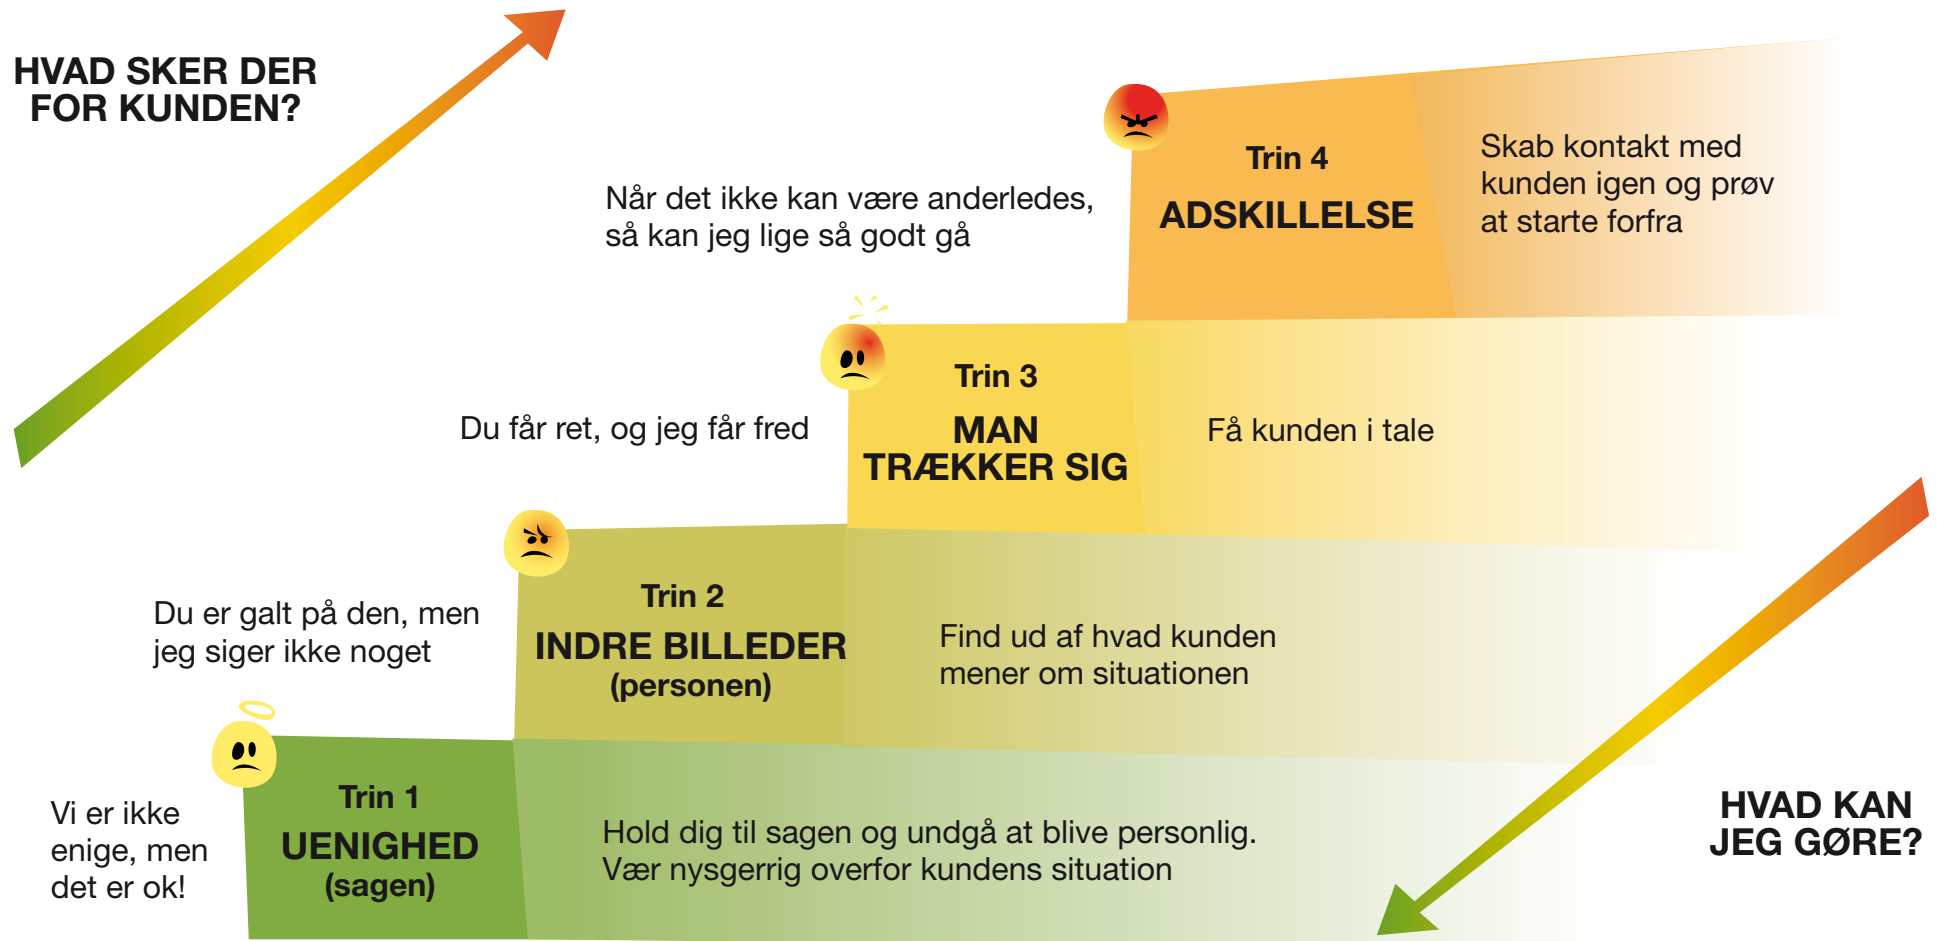 HVAD SKER DER
FOR KUNDEN?
Trin 4
ADSKILLELSE
Når det ikke kan være anderledes,
så kan jeg lige så godt gå
Skab kontakt med
kunden igen og prøv
at starte forfra
Trin 3
MAN
TRÆKKER SIG
Du får ret, og jeg får fred
Få kunden i tale
Trin 2
INDRE BILLEDER
(personen)
Du er galt på den, men
jeg siger ikke noget
Find ud af hvad kunden
mener om situationen
Trin 1
UENIGHED
(sagen)
Vi er ikke
enige, men
det er ok!
Hold dig til sagen og undgå at blive personlig.
Vær nysgerrig overfor kundens situation
HVAD KAN
JEG GØRE?